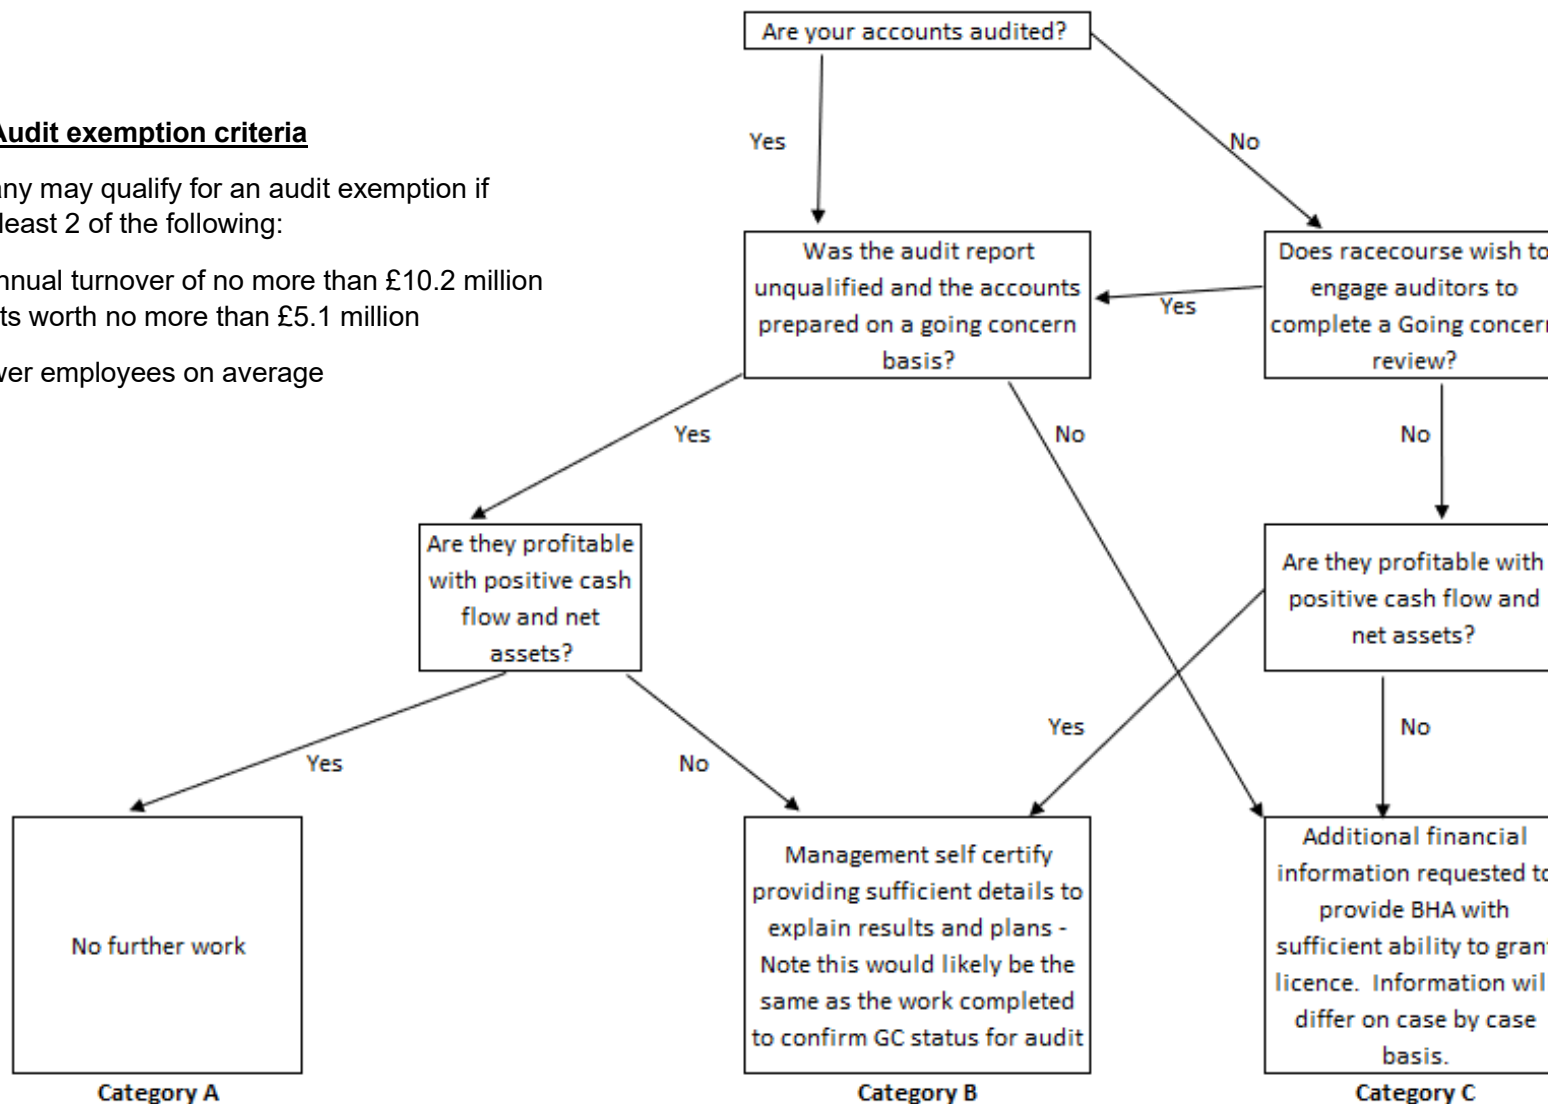 Are your accounts audited?
Audit exemption criteria
Yes
No
any may qualify for an audit exemption if
least 2 of the following:
Was the audit report
unqualified and the accounts
prepared on a going concern
basis?
Does racecourse wish to
engage auditors to
complete a Going concern
review?
Yes
nnual turnover of no more than £10.2 million
ts worth no more than £5.1 million
wer employees on average
Yes
No
No
Are they profitable
with positive cash
flow and net
assets?
Are they profitable with
positive cash flow and
net assets?
Yes
No
Yes
No
No further work
Management self certify
providing sufficient details to
explain results and plans -
Note this would likely be the
same as the work completed
to confirm GC status for audit
Additional financial
information requested to
provide BHA with
sufficient ability to grant
licence.  Information wil
differ on case by case
basis.
Category A
Category B
Category C